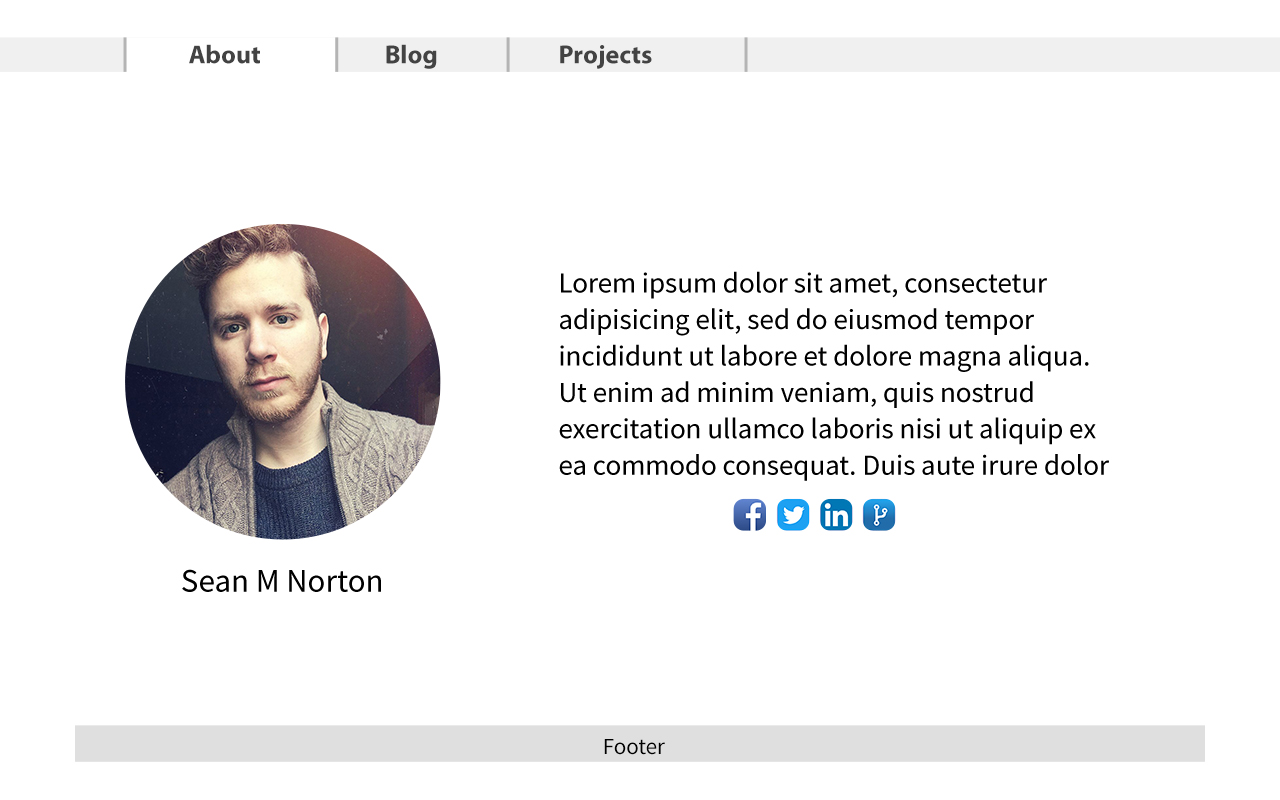 About
Blog
Projects
Lorem ipsum dolor sit amet, consectetur
adipisicing elit, sed do eiusmod tempor
incididunt ut labore et dolore magna aliqua.
Ut enim ad minim veniam, quis nostrud
exercitation ullamco laboris nisi ut aliquip ex
ea commodo consequat. Duis aute irure dolor
f
in
Sean M Norton
Footer